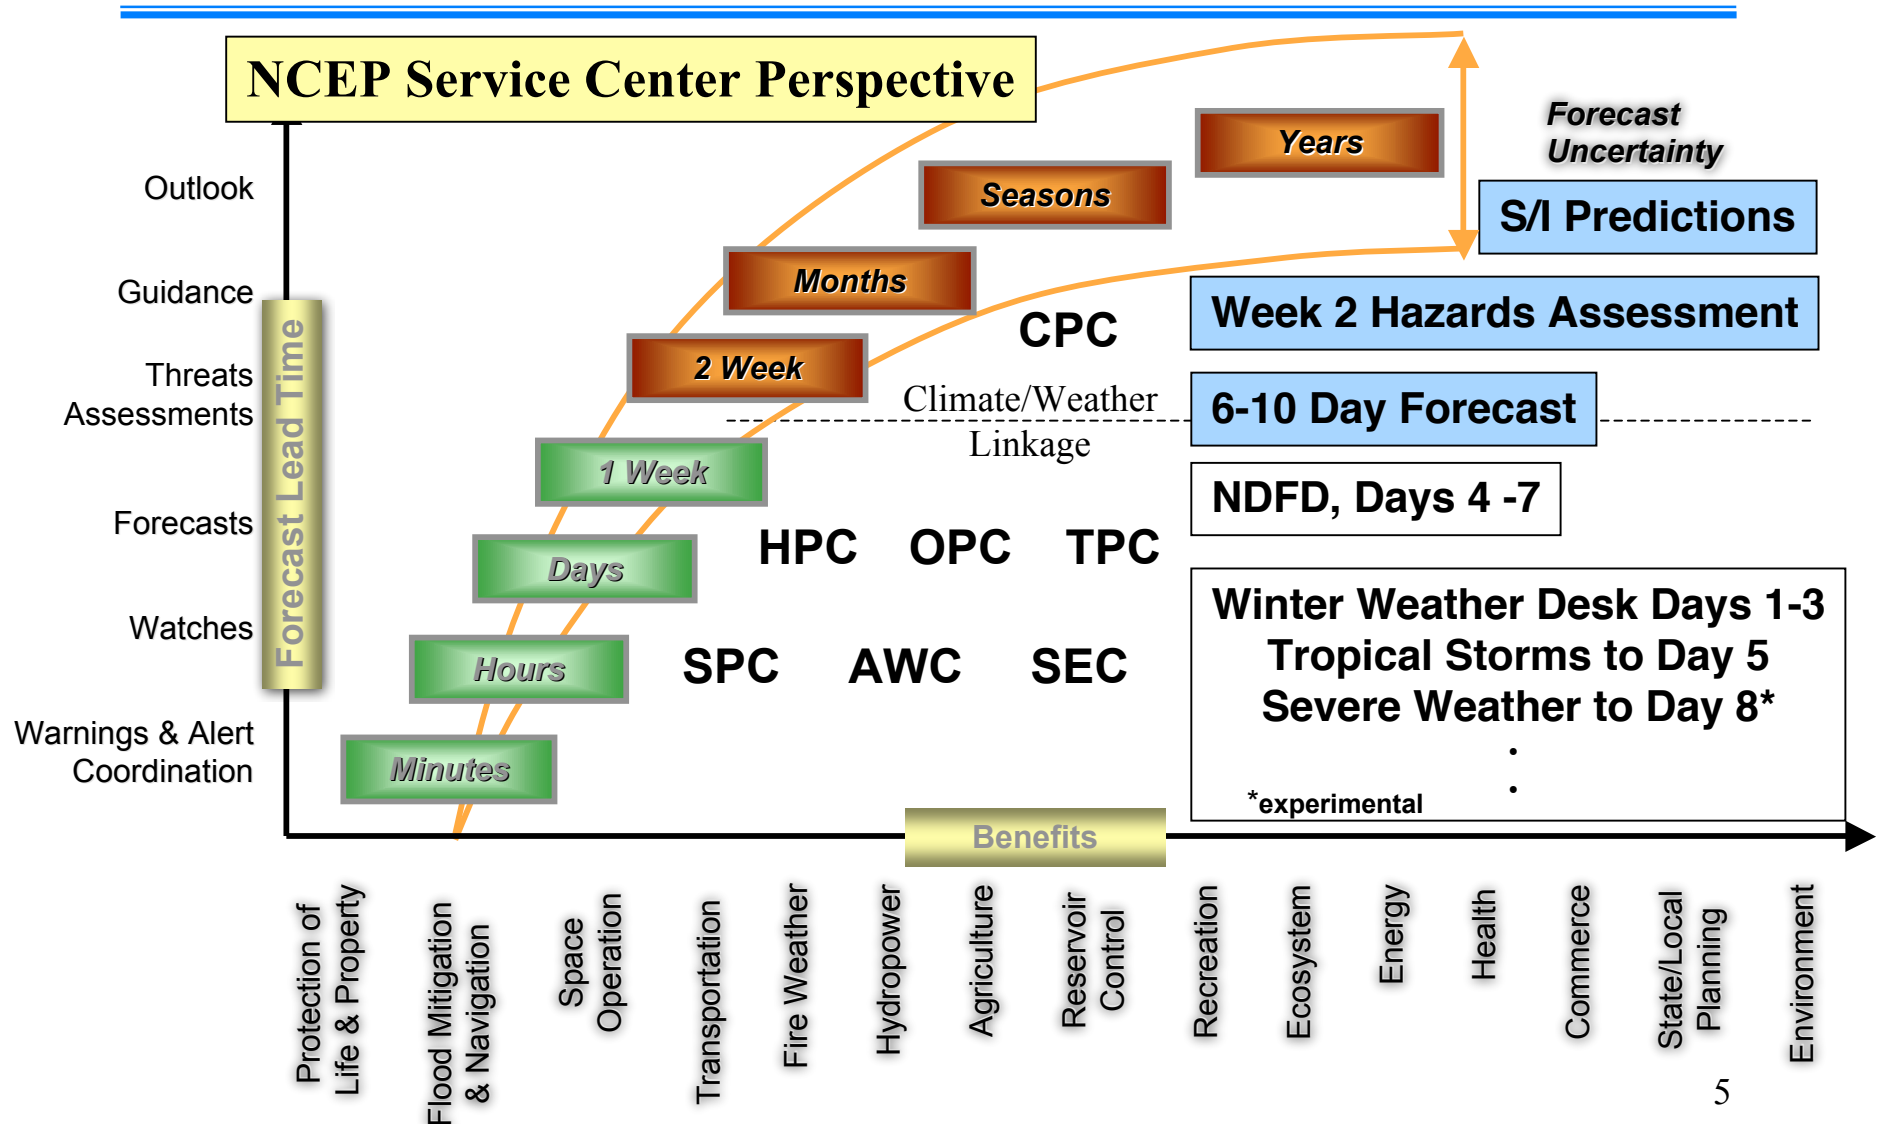 NCEP Service Center Perspective
Forecast
Uncertainty
Years
Seasons
Months
2 Week
1 Week
Days
Hours
Minutes
Outlook
Guidance
Threats
Assessments
Forecasts
Watches
Warnings & Alert
Coordination
Forecast Lead Time
S/I Predictions
Week 2 Hazards Assessment
CPC
Climate/Weather
Linkage
6-10 Day Forecast
NDFD, Days 4 -7
HPC OPC TPC
SPC AWC SEC
Winter Weather Desk Days 1-3
Tropical Storms to Day 5
Severe Weather to Day 8*
.
.
*experimental
Benefits
Protection of
Life & Property
Flood Mitigation
& Navigation
Space
Operation
Transportation
Fire Weather
Hydropower
Agriculture
Reservoir
Control
Recreation
Ecosystem
Energy
Health
Commerce
State/Local
Planning
Environment
5